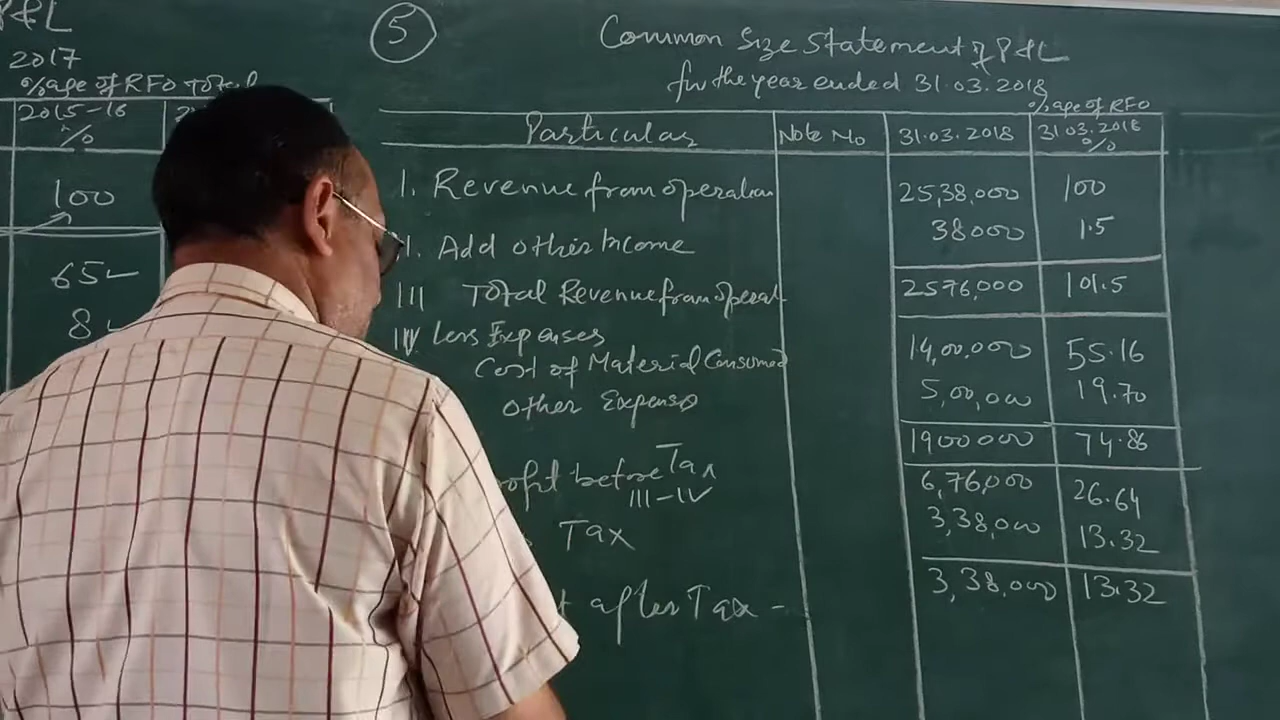 P&L
2017
%age of RFO Total
2015-16
%
100
65
8
5
Common Size Statement of P&L
for the year ended 31.03.2018
%age of RFO
Particulas Note No 31.03.2018 31.03.2018
%
I. Revenue from operation 25,38,000 100
I. Add other Income 38000 1.5
III Total Revenue from operat 2576,000 101.5
IV Less Expenses
Cost of Material Consumed 14,00,000 55.16
Other Expenso 5,00,000 19.70
1900000 74.86
ofit before Tax 6,76,000 26.64
III-IV
Tax 3,38,000 13.32
t after Tax - 3,38,000 13.32